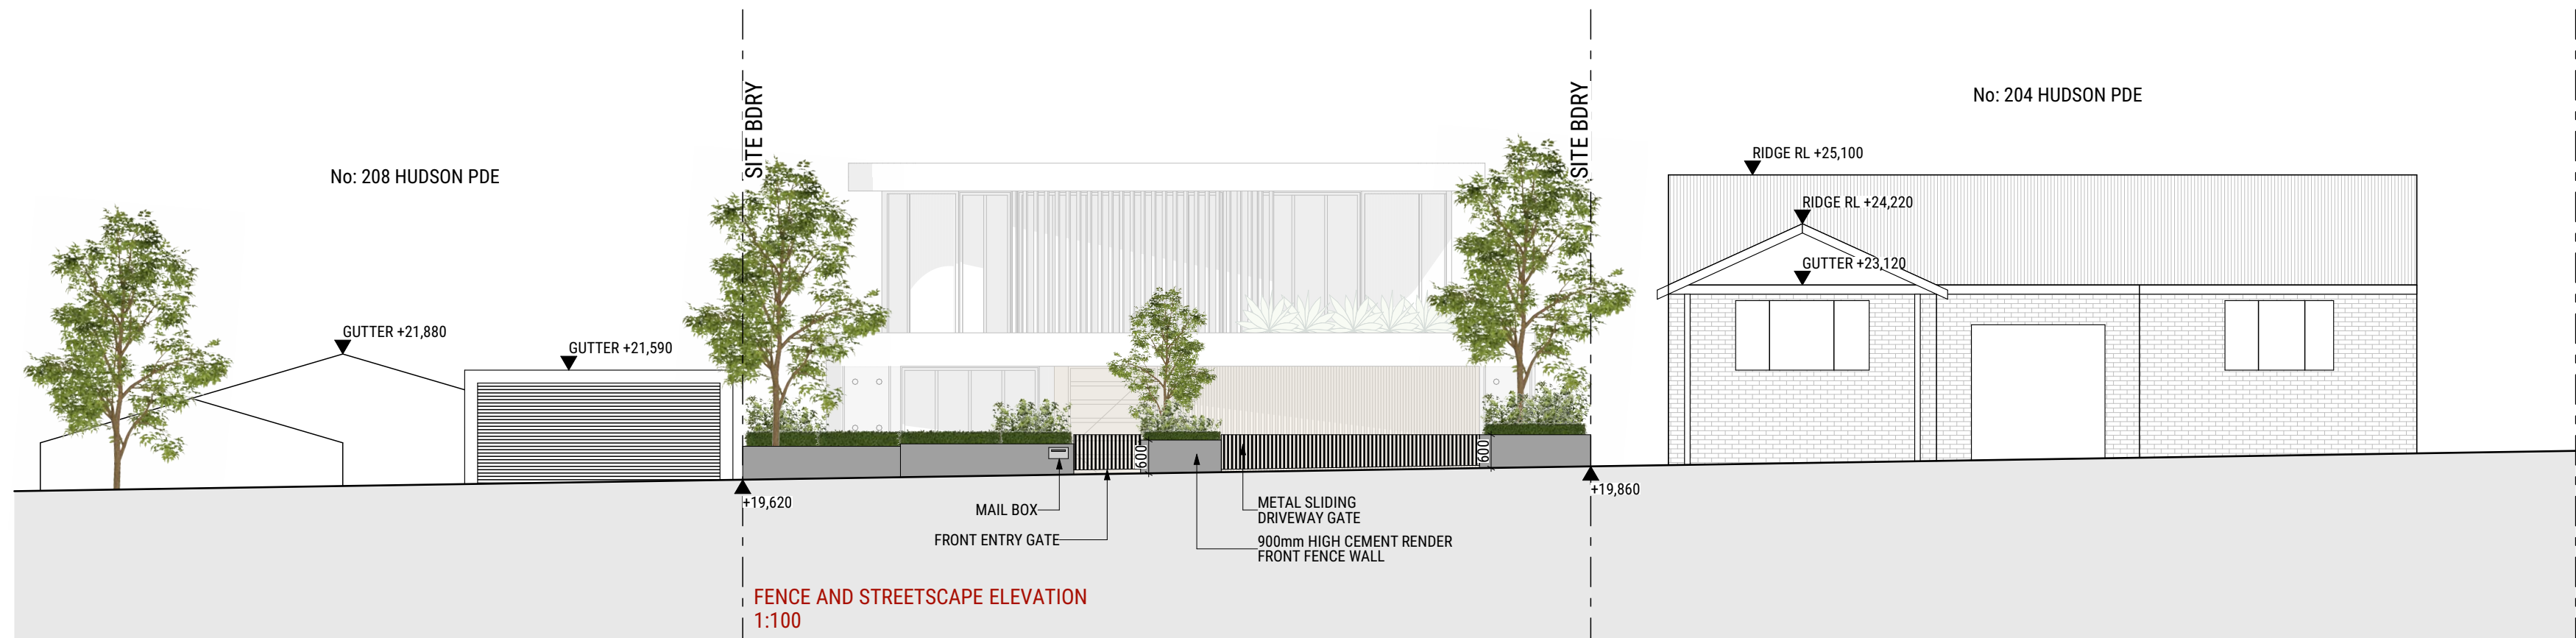 No: 208 HUDSON PDE
SITE BDRY
SITE BDRY
No: 204 HUDSON PDE
RIDGE RL +25,100
RIDGE RL +24,220
GUTTER +23,120
GUTTER +21,880
GUTTER +21,590
600
600
+19,620
+19,860
MAIL BOX
FRONT ENTRY GATE
METAL SLIDING
DRIVEWAY GATE
900mm HIGH CEMENT RENDER
FRONT FENCE WALL
FENCE AND STREETSCAPE ELEVATION
1:100